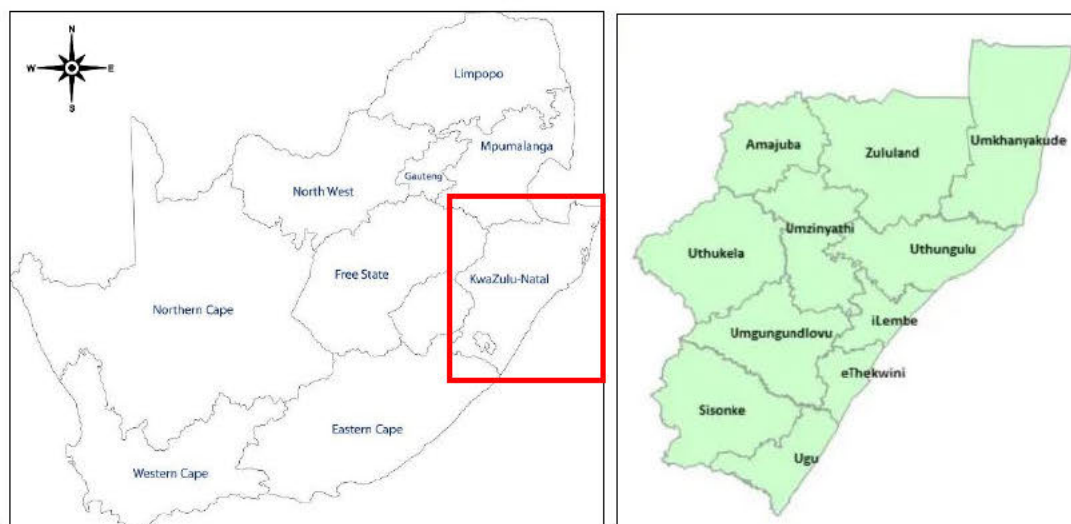 N
W
E
S
Limpopo
Mpumalanga
Gauteng
North West
Free State
KwaZulu-Natal
Northern Cape
Eastern Cape
Western Cape
Amajuba
Zululand
Umkhanyakude
Umzinyathi
Uthukela
Uthungulu
iLembe
Umgungundlovu
eThekwini
Sisonke
Ugu